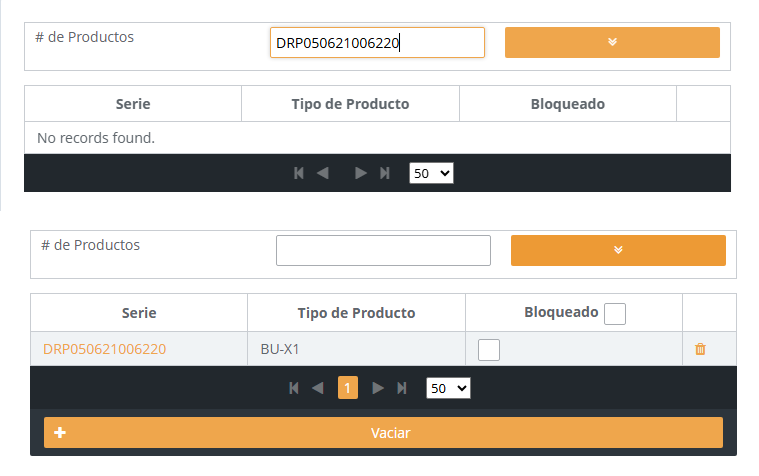 # de Productos DRP050621006220
Serie Tipo de Producto Bloqueado
No records found.
50
# de Productos
Serie Tipo de Producto Bloqueado
DRP050621006220 BU-X1
1 50
Vaciar